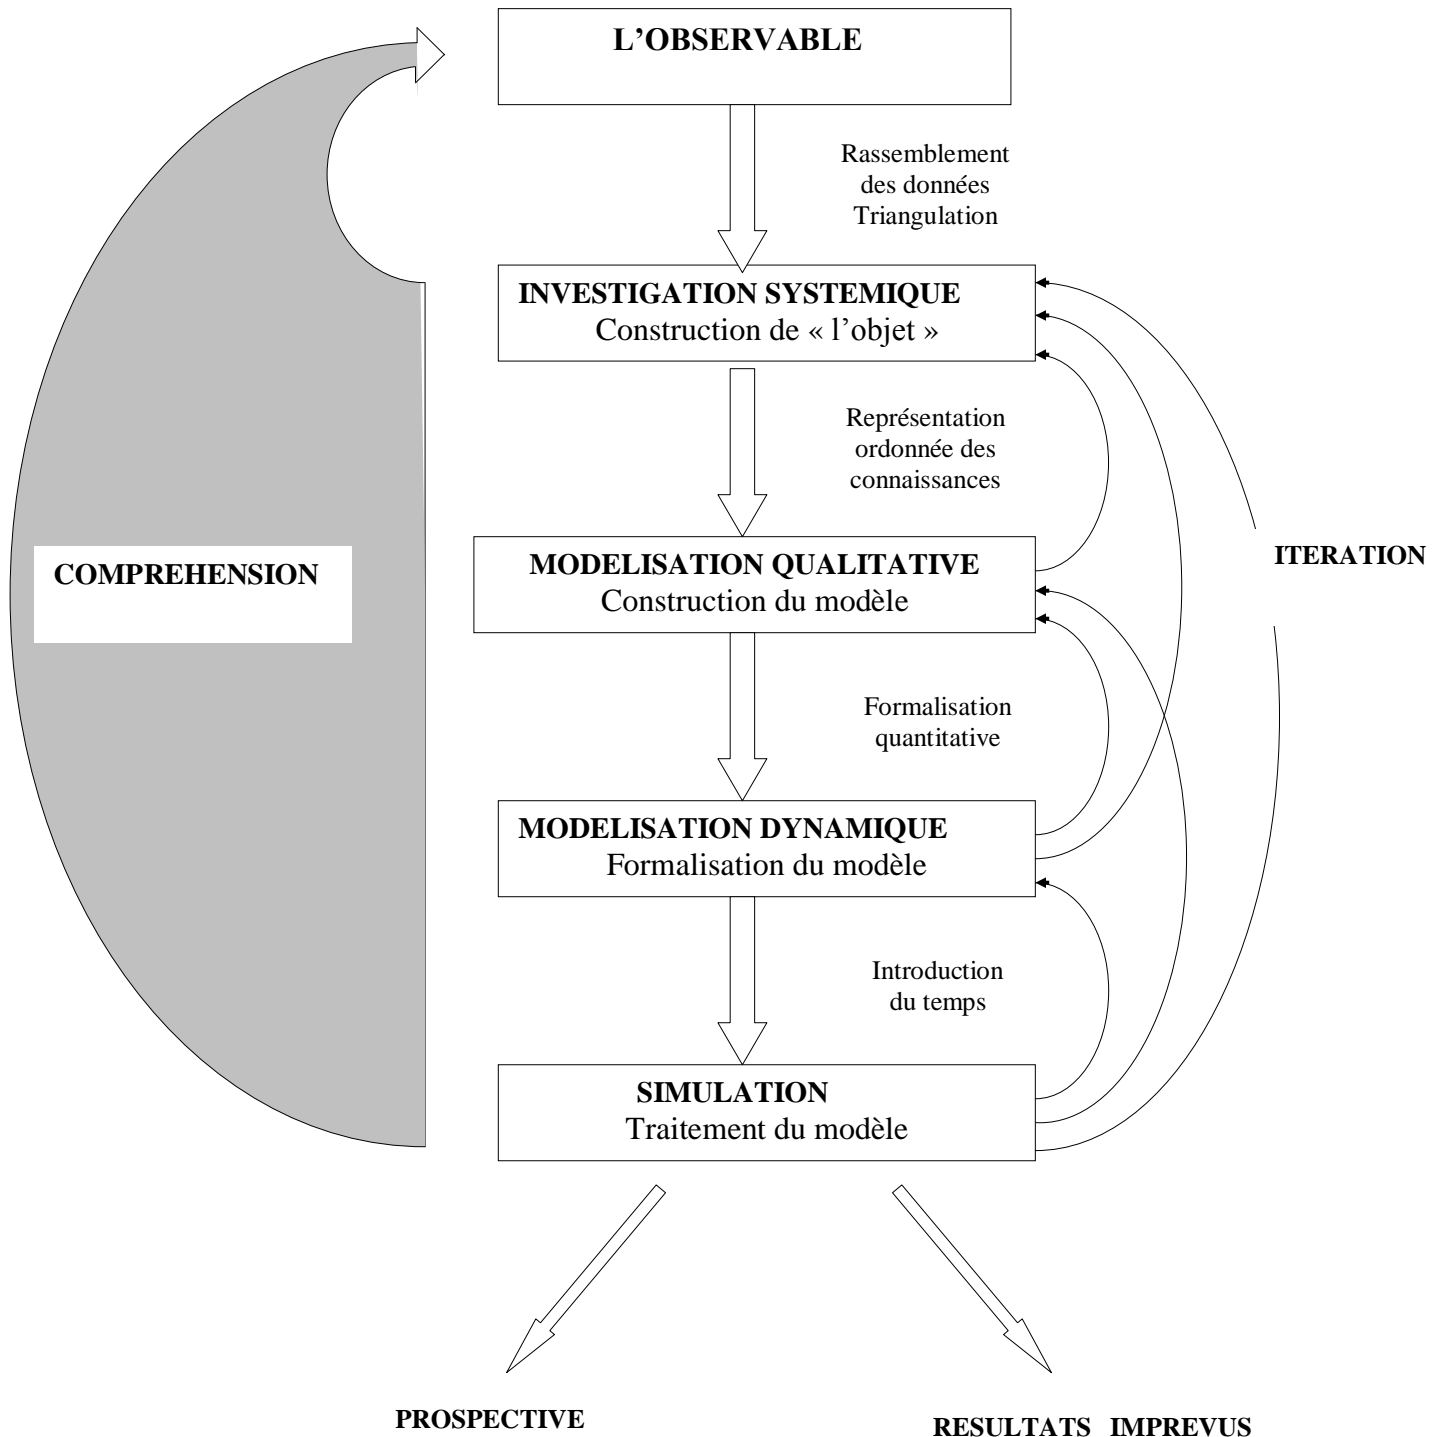 L'OBSERVABLE
Rassemblement
des données
Triangulation
INVESTIGATION SYSTEMIQUE
Construction de « l'objet »
Représentation
ordonnée des
connaissances
ITERATION
MODELISATION QUALITATIVE
Construction du modèle
COMPREHENSION
Formalisation
quantitative
MODELISATION DYNAMIQUE
Formalisation du modèle
Introduction
du temps
SIMULATION
Traitement du modèle
PROSPECTIVE
RESULTATS IMPREVUS